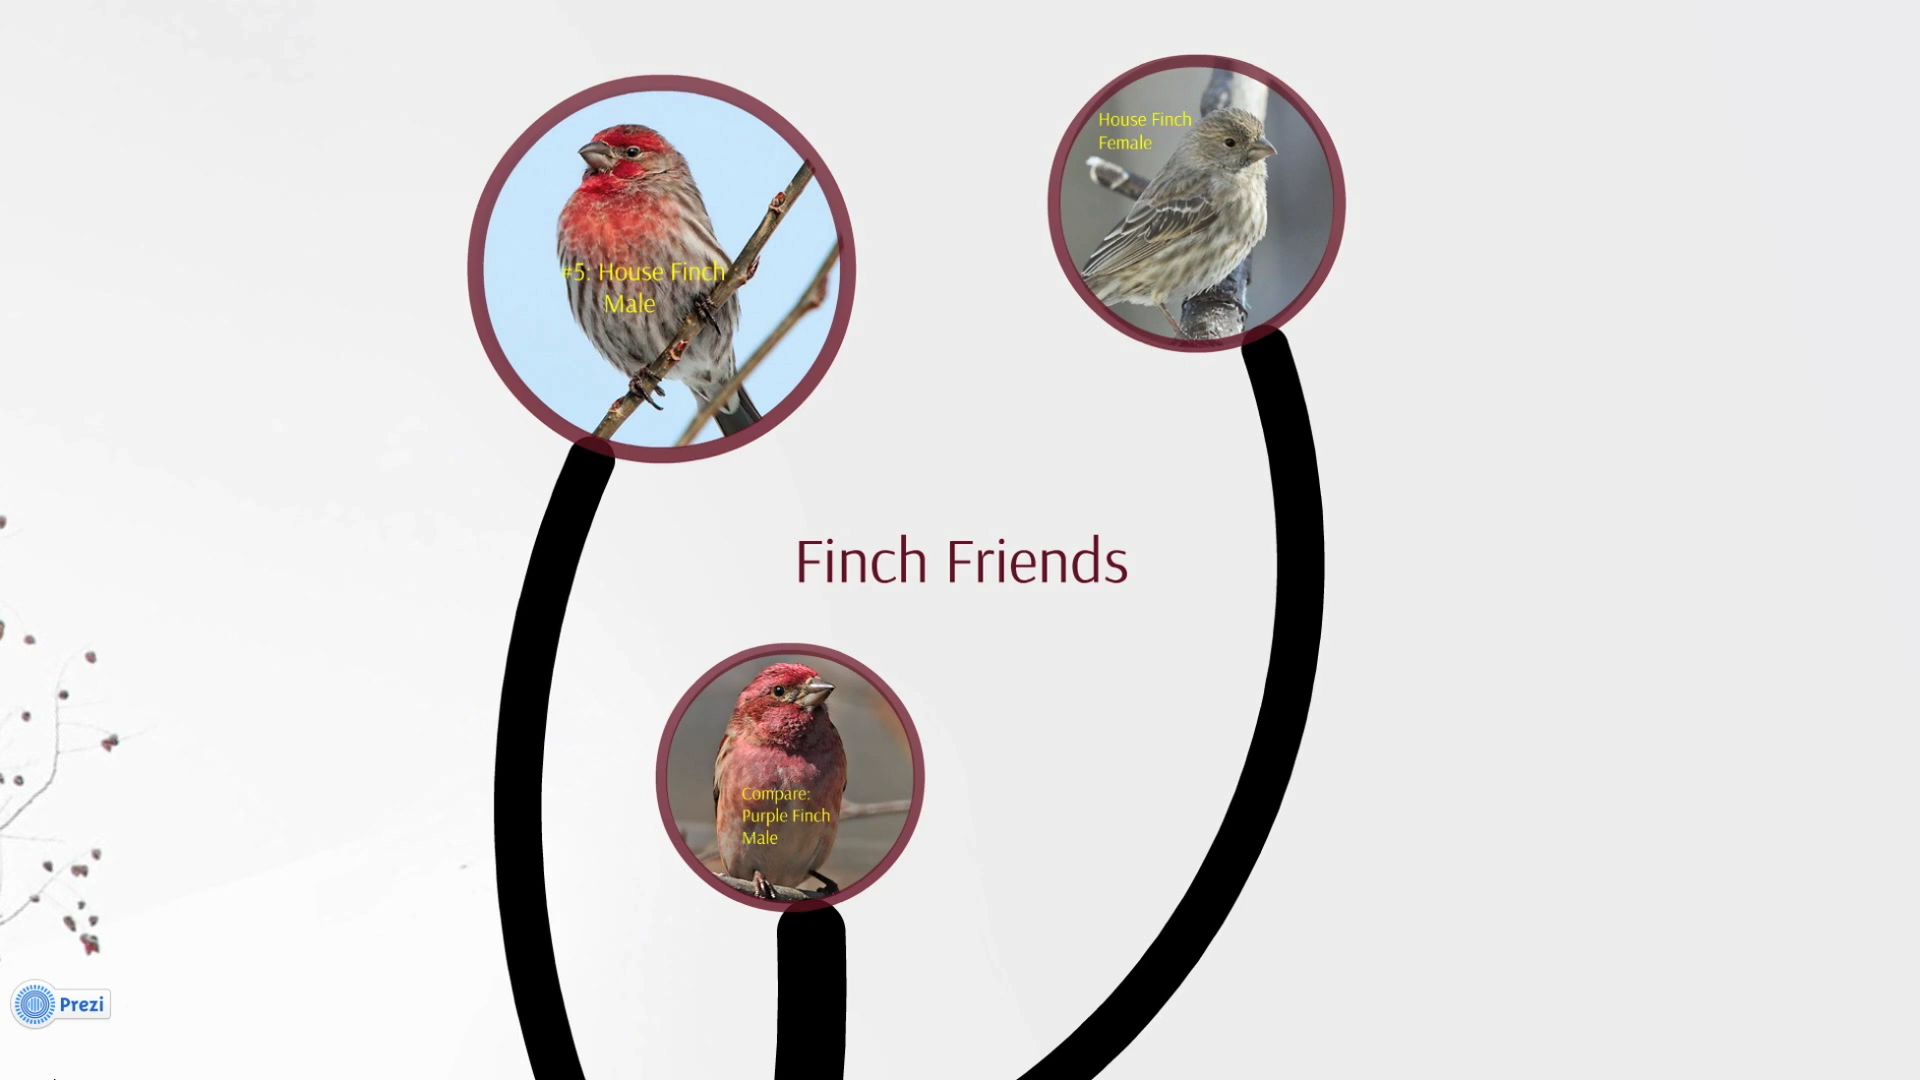 House Finch
Female
#5: House Finch
Male
Finch Friends
Compare:
Purple Finch
Male
Prezi